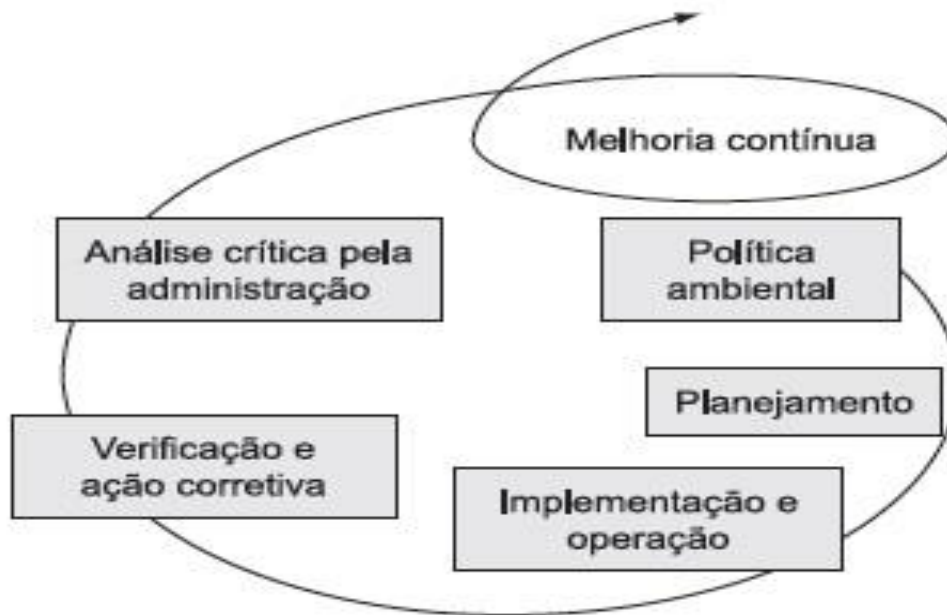 Melhoria contínua
Análise crítica pela
administração
Política
ambiental
Planejamento
Verificação e
ação corretiva
Implementação e
operação